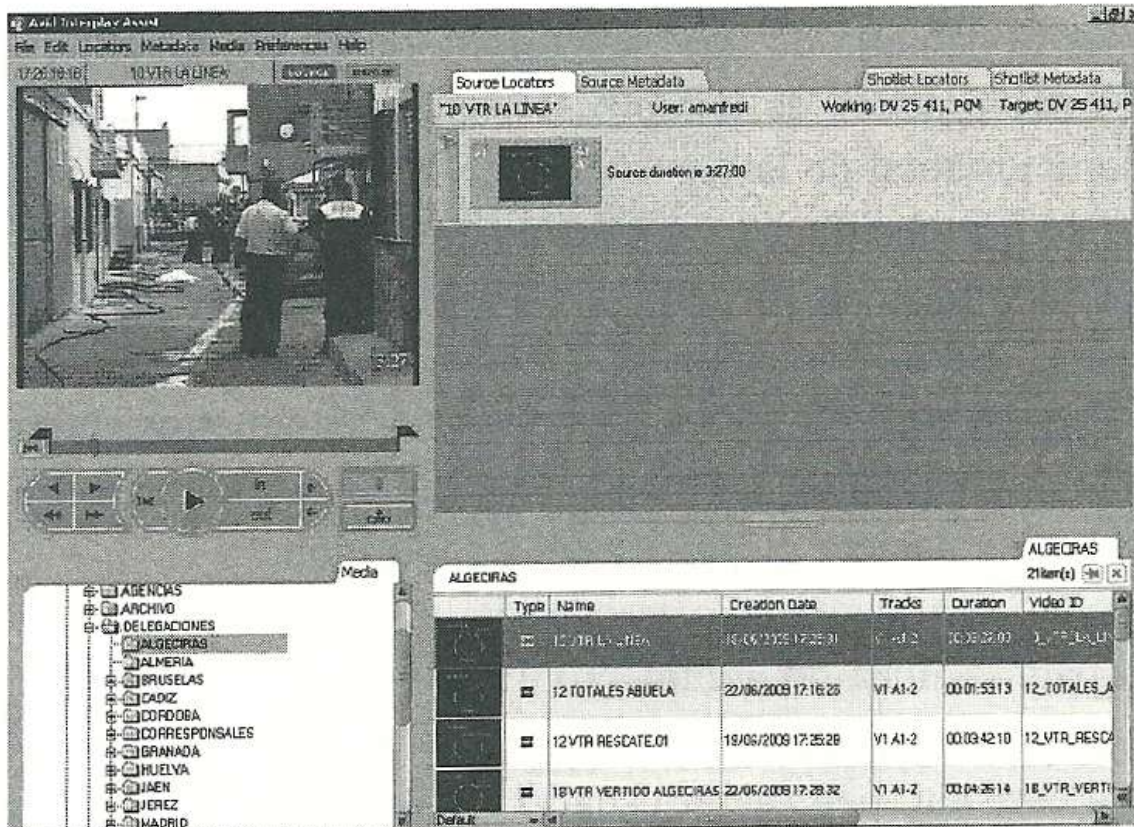 Avid Interplay Assist
File Edit Locators Metadata Media Preferences Help
10 VTR LA LINEA
Source Locators Source Metadata Shotlist Locators Shotlist Metadata
"10 VTR LA LINEA" User: amanfredi Working: DV 25 411, PCM Target: DV 25 411, P
Source duration is 3:27:00
3:27
in
out
Media
AGENCIAS
ARCHIVO
DELEGACIONES
ALGECIRAS
ALMERIA
BRUSELAS
CADIZ
CORDOBA
CORRESPONSALES
GRANADA
HUELVA
JAEN
JEREZ
MADRID
ALGECIRAS
ALGECIRAS 21 item(s)
Type Name Creation Date Tracks Duration Video ID
10 VTR LA LINEA
12 TOTALES ABUELA 22/06/2009 17:16:26 V1 A1-2 00:01:53:13 12_TOTALES_A
12 VTR RESCATE.01 19/06/2009 17:25:28 V1 A1-2 00:03:42:10 12_VTR_RESCA
18 VTR VERTIDO ALGECIRAS 22/06/2009 17:28:32 V1 A1-2 00:04:26:14 18_VTR_VERTI
Default